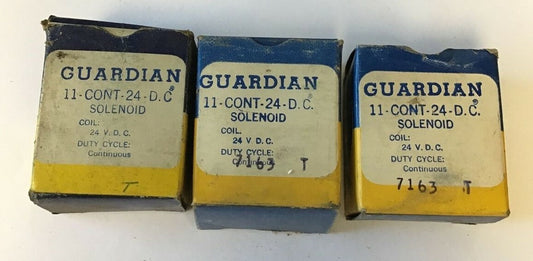 GUARDIAN®
11-CONT-24-D.C.
SOLENOID
COIL:
24 V.D.C.
DUTY CYCLE:
Continuous
T
GUARDIAN®
11-CONT-24-D.C.
SOLENOID
COIL:
24 V.D.C.
DUTY CYCLE:
Continuous
7163 T
GUARDIAN®
11-CONT-24-D.C.
SOLENOID
COIL:
24 V.D.C.
DUTY CYCLE:
Continuous
7163 T